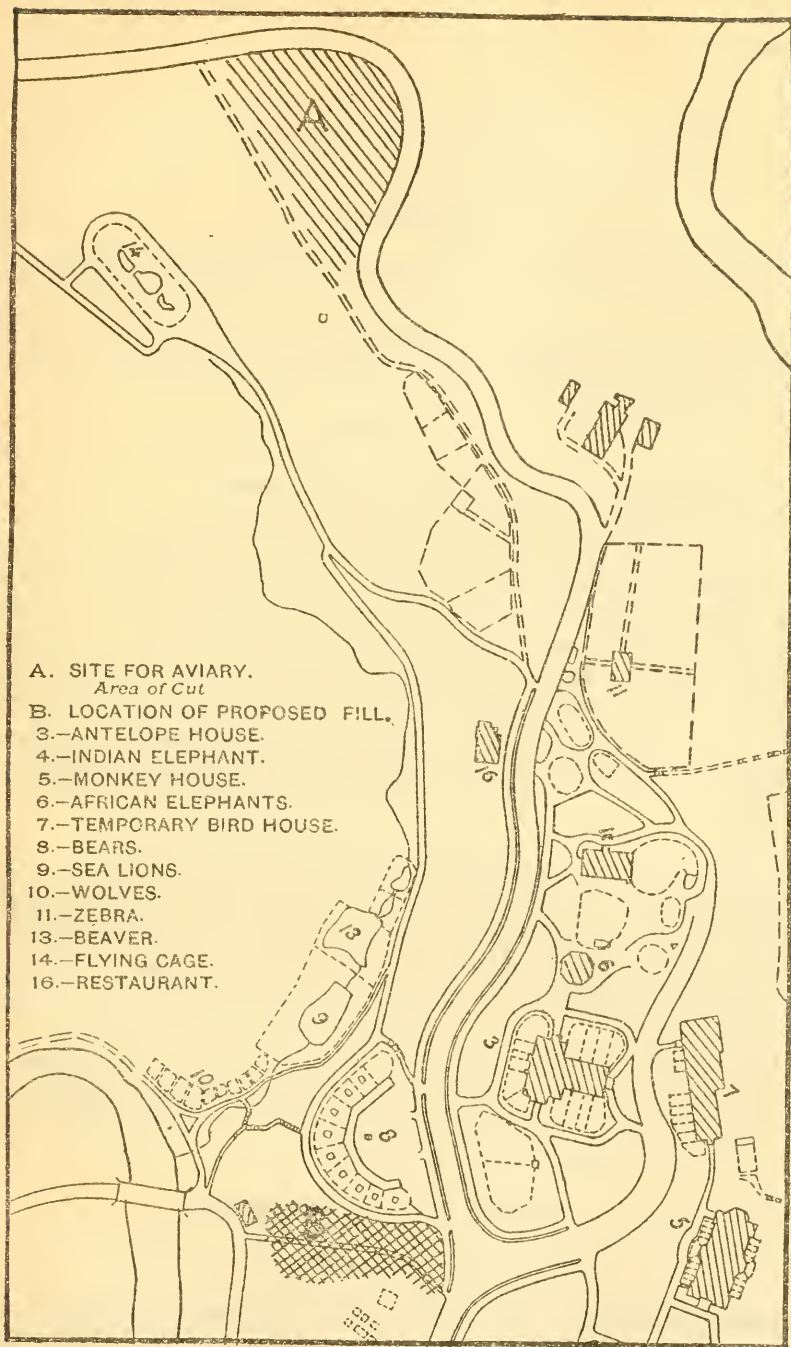 A
14
11
16
A. SITE FOR AVIARY.
Area of Cut
B. LOCATION OF PROPOSED FILL.
3.—ANTELOPE HOUSE.
4.—INDIAN ELEPHANT.
5.—MONKEY HOUSE.
6.—AFRICAN ELEPHANTS.
7.—TEMPORARY BIRD HOUSE.
8.—BEARS.
9.—SEA LIONS.
10.—WOLVES.
11.—ZEBRA.
13.—BEAVER.
14.—FLYING CAGE.
16.—RESTAURANT.
13
6
9
3
10
7
8
5